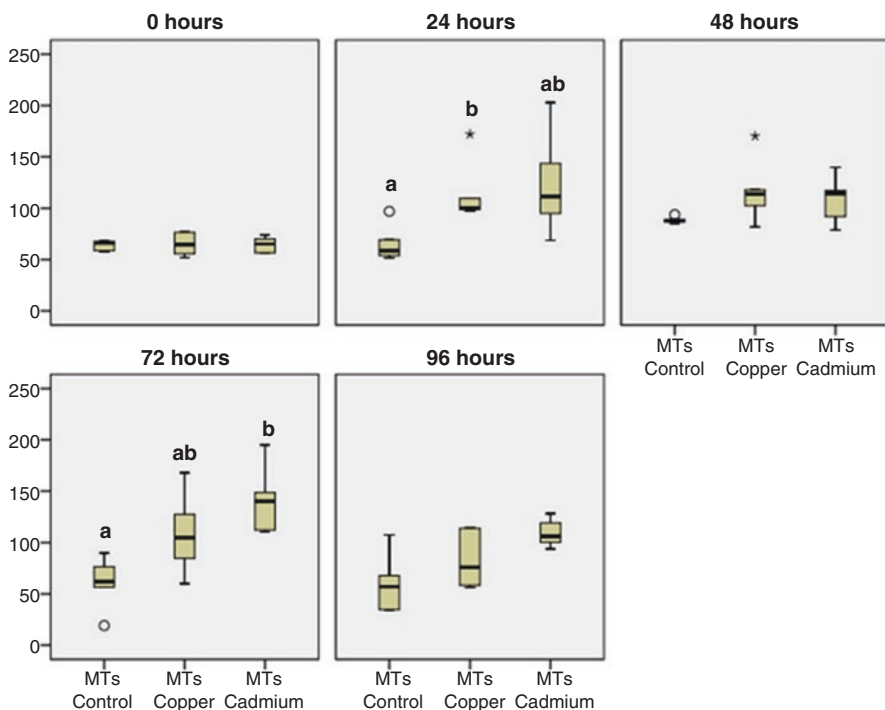 0 hours
24 hours
48 hours
250
200
150
100
50
0
a
b
ab
MTs Control
MTs Copper
MTs Cadmium
72 hours
96 hours
250
200
150
100
50
0
a
ab
b
MTs Control
MTs Copper
MTs Cadmium
MTs Control
MTs Copper
MTs Cadmium